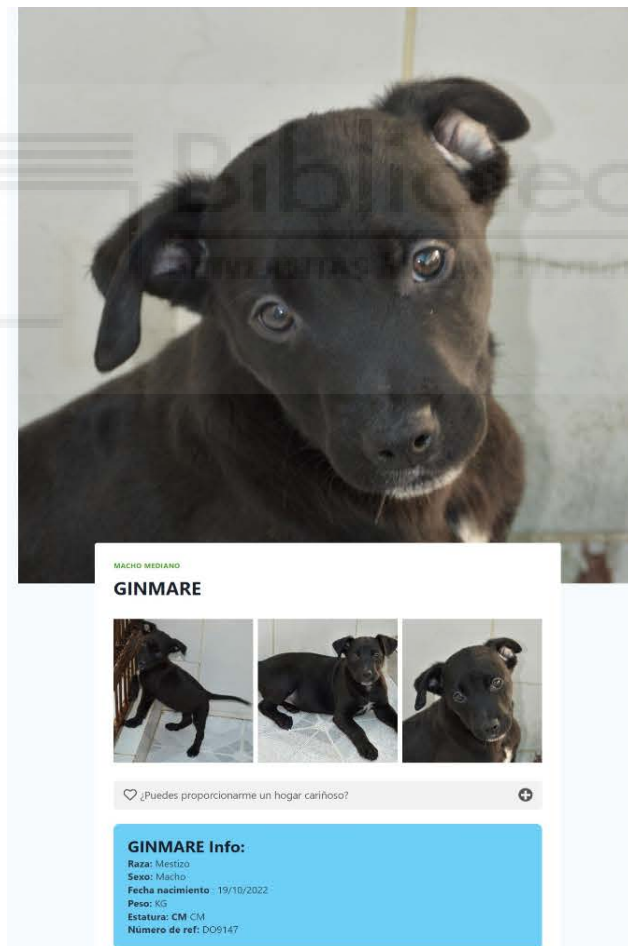 MACHO MEDIANO
GINMARE
¿Puedes proporcionarme un hogar cariñoso?
GINMARE Info:
Raza: Mestizo
Sexo: Macho
Fecha nacimiento : 19/10/2022
Peso: KG
Estatura: CM CM
Número de ref: DO9147